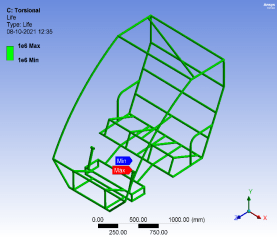 C: Torsional
Life
Type: Life
08-10-2021 12:35
1e6 Max
1e6 Min
Min
Max
0.00 500.00 1000.00 (mm)
250.00 750.00
Y
Z X